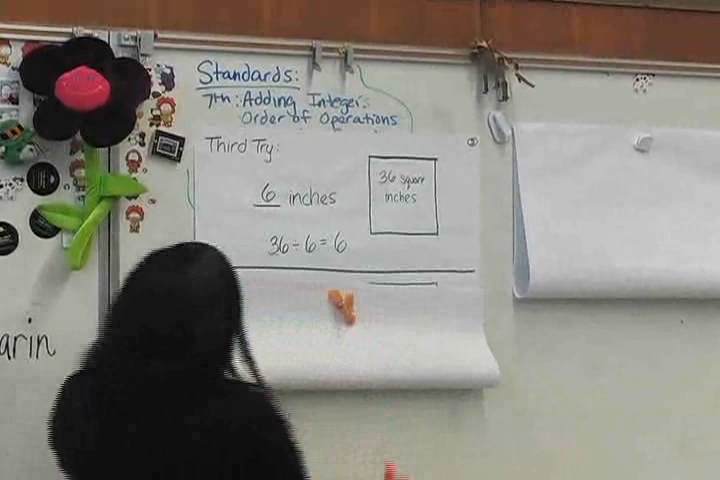 Standards:
7th: Adding Integers
Order of Operations
Third Try:
6 inches
36 square
inches
36 ÷ 6 = 6
arin